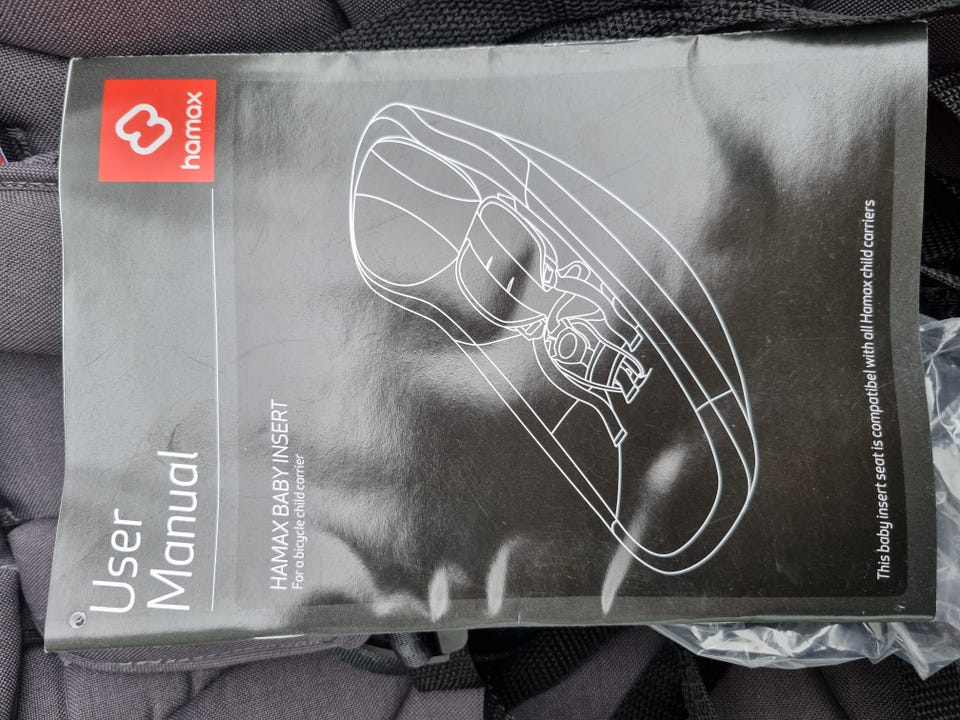 hamax
User
Manual
HAMAX BABY INSERT
For a bicycle child carrier
This baby insert seat is compatibel with all Hamax child carriers